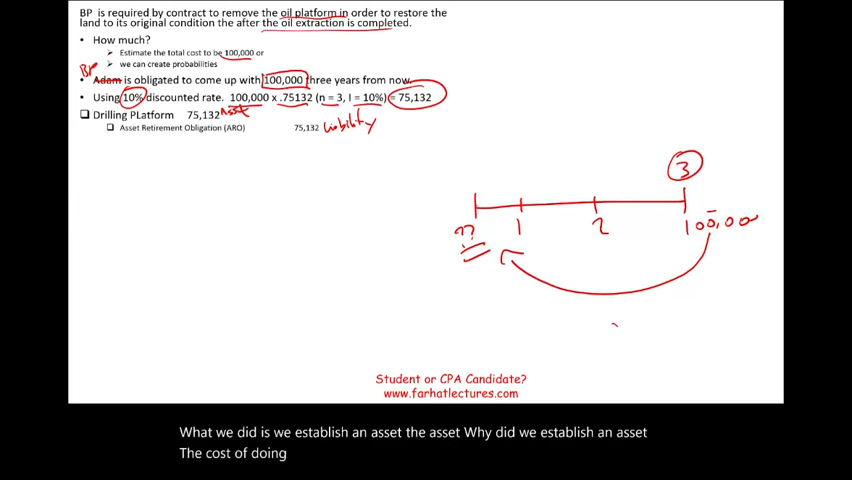 BP is required by contract to remove the oil platform in order to restore the
land to its original condition the after the oil extraction is completed.
• How much?
➢ Estimate the total cost to be 100,000 or
➢ we can create probabilities
BP
• Adam is obligated to come up with 100,000 three years from now.
• Using 10% discounted rate. 100,000 x .75132 (n = 3, I = 10%) = 75,132
❑ Drilling PLatform 75,132 Asset
❑ Asset Retirement Obligation (ARO) 75,132 Liability
3
?? 1 2 100,00
Student or CPA Candidate?
www.farhatlectures.com
What we did is we establish an asset the asset Why did we establish an asset
The cost of doing